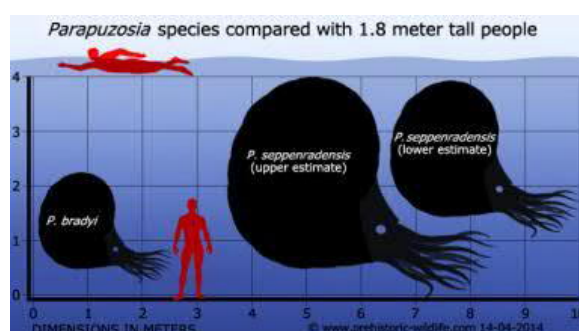 Parapuzosia species compared with 1.8 meter tall people
4
3
P. seppenradensis
(lower estimate)
P. seppenradensis
(upper estimate)
2
P. bradyi
1
0
0 1 2 3 4 5 6 7 8 9 10
DIMENSIONS IN METERS © www.prehistoric-wildlife.com 14-04-2014